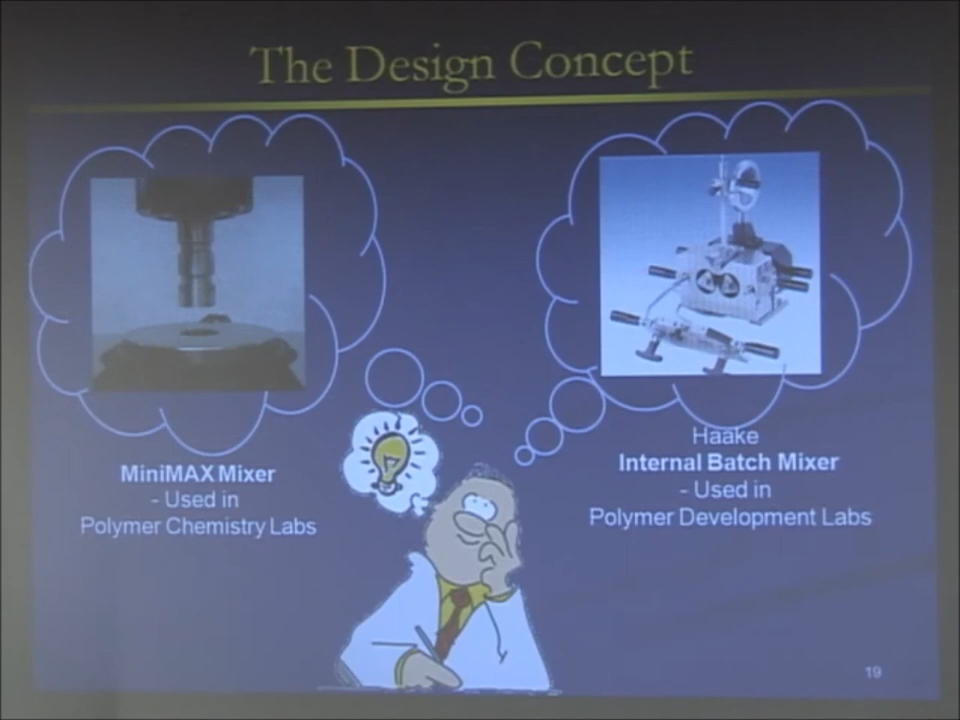 The Design Concept
MiniMAX Mixer
- Used in
Polymer Chemistry Labs
Haake
Internal Batch Mixer
- Used in
Polymer Development Labs
19